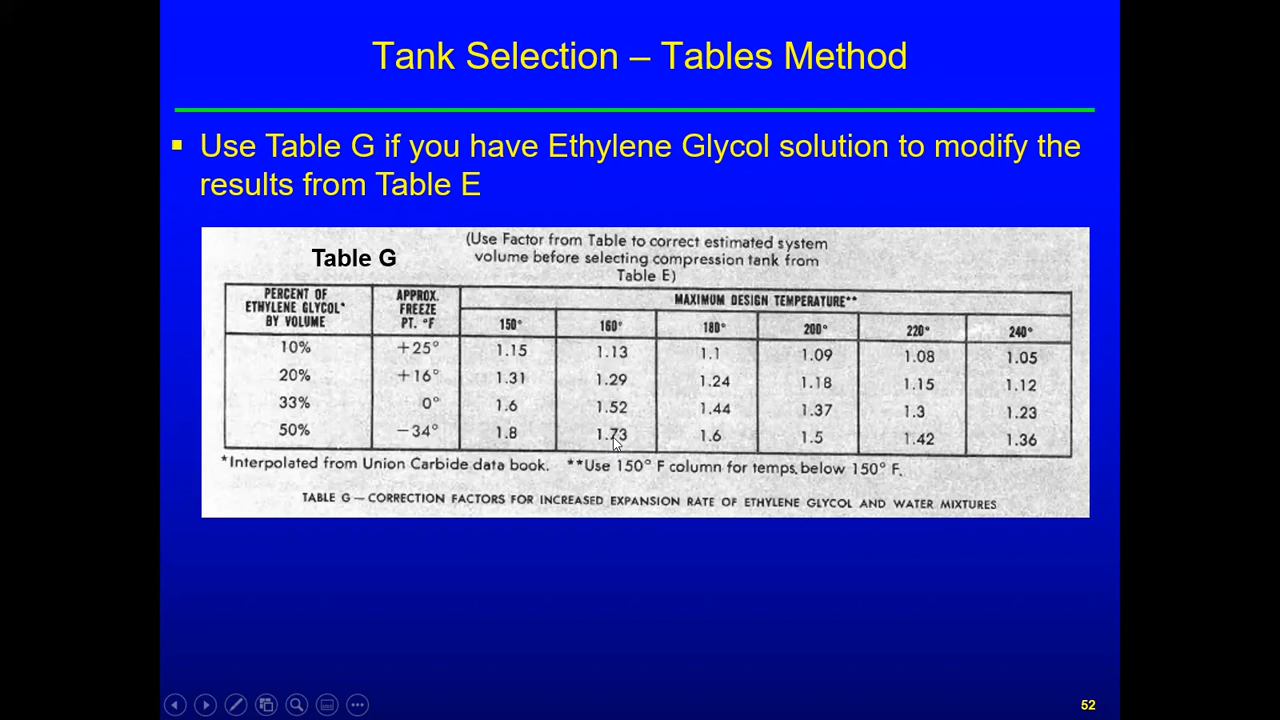 Tank Selection – Tables Method
▪ Use Table G if you have Ethylene Glycol solution to modify the
results from Table E
Table G
(Use Factor from Table to correct estimated system
volume before selecting compression tank from
Table E)
PERCENT OF
ETHYLENE GLYCOL*
BY VOLUME
APPROX.
FREEZE
PT. °F
MAXIMUM DESIGN TEMPERATURE**
150° 160° 180° 200° 220° 240°
10% +25° 1.15 1.13 1.1 1.09 1.08 1.05
20% +16° 1.31 1.29 1.24 1.18 1.15 1.12
33% 0° 1.6 1.52 1.44 1.37 1.3 1.23
50% −34° 1.8 1.73 1.6 1.5 1.42 1.36
*Interpolated from Union Carbide data book. **Use 150° F column for temps. below 150° F.
TABLE G — CORRECTION FACTORS FOR INCREASED EXPANSION RATE OF ETHYLENE GLYCOL AND WATER MIXTURES
52